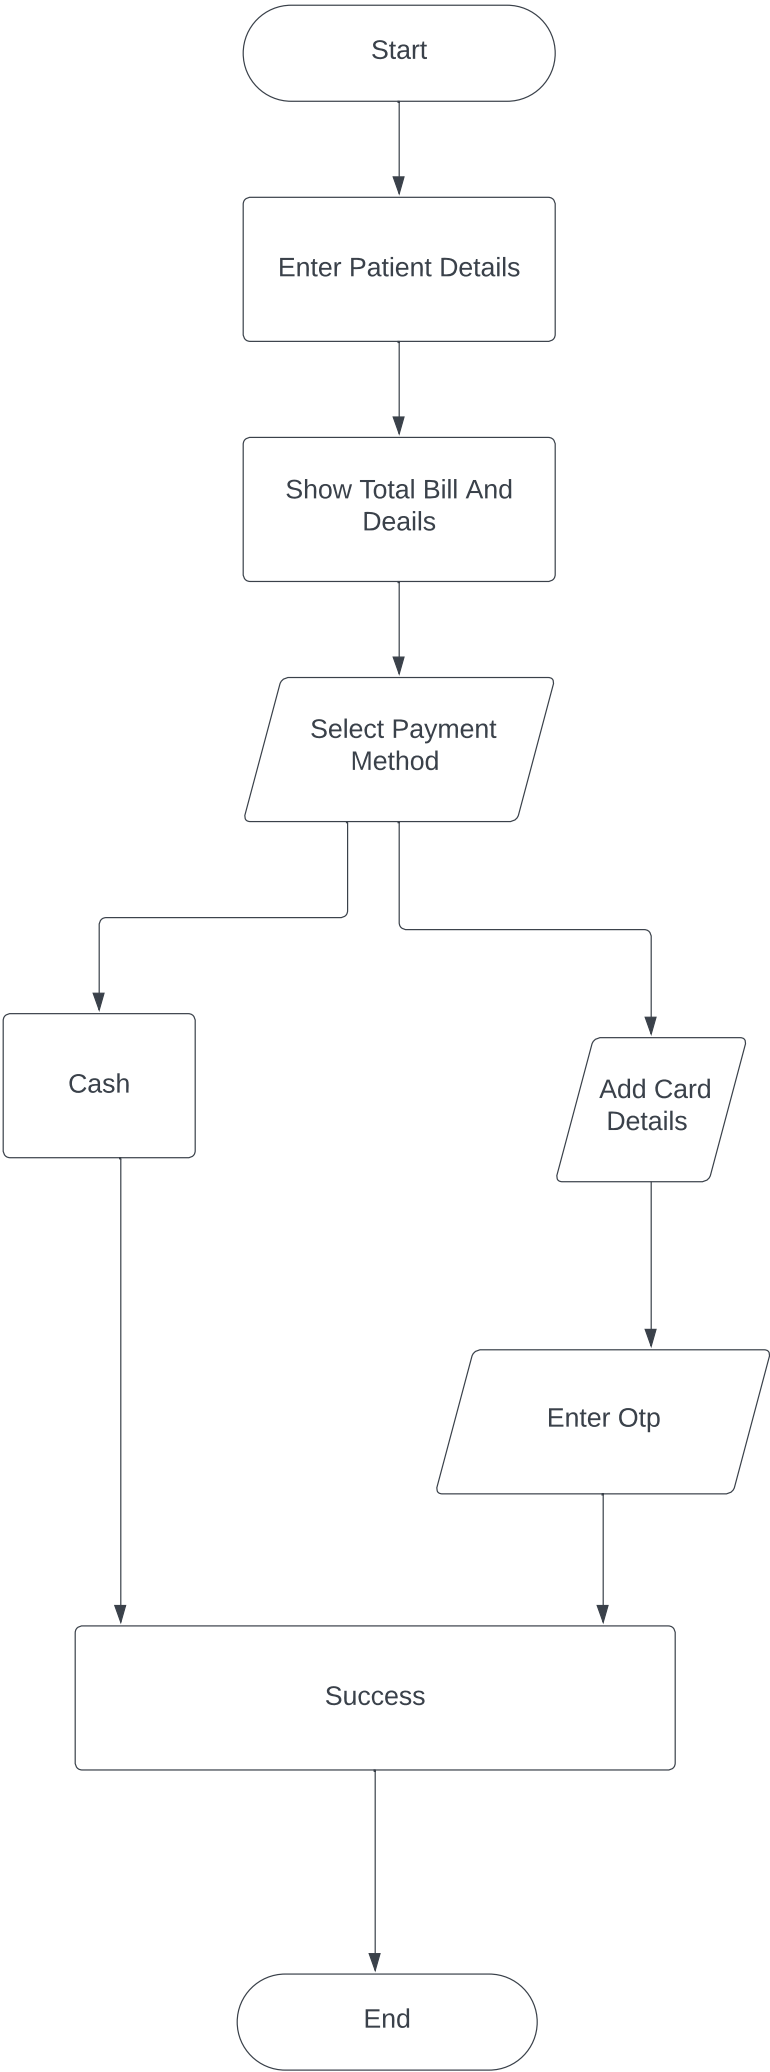 Start
Enter Patient Details
Show Total Bill And
Deails
Select Payment
Method
Cash
Add Card
Details
Enter Otp
Success
End